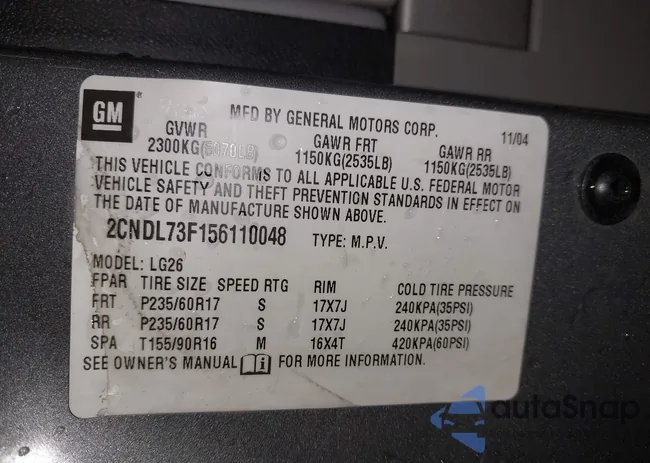 GM
MFD BY GENERAL MOTORS CORP. 11/04
GVWR GAWR FRT GAWR RR
2300KG(5070LB) 1150KG(2535LB) 1150KG(2535LB)
THIS VEHICLE CONFORMS TO ALL APPLICABLE U.S. FEDERAL MOTOR
VEHICLE SAFETY AND THEFT PREVENTION STANDARDS IN EFFECT ON
THE DATE OF MANUFACTURE SHOWN ABOVE.
2CNDL73F156110048 TYPE: M.P.V.
MODEL: LG26
FPAR TIRE SIZE SPEED RTG RIM COLD TIRE PRESSURE
FRT P235/60R17 S 17X7J 240KPA(35PSI)
RR P235/60R17 S 17X7J 240KPA(35PSI)
SPA T155/90R16 M 16X4T 420KPA(60PSI)
SEE OWNER'S MANUAL FOR MORE INFORMATION.
autoSnap